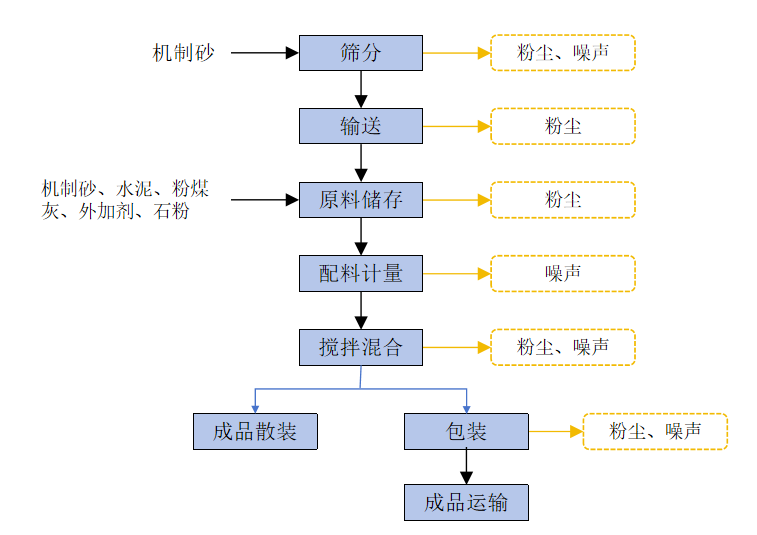 机制砂
筛分
粉尘、噪声
输送
粉尘
机制砂、水泥、粉煤
灰、外加剂、石粉
原料储存
粉尘
配料计量
噪声
搅拌混合
粉尘、噪声
成品散装
包装
粉尘、噪声
成品运输